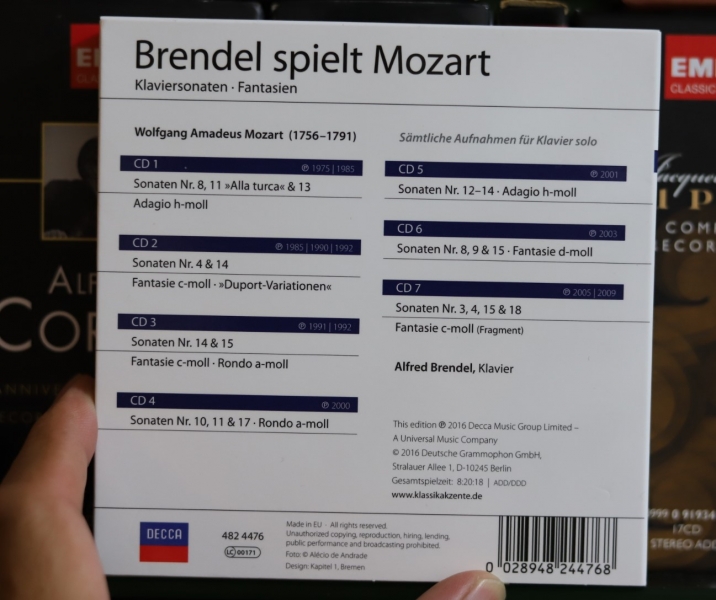 Brendel spielt Mozart
Klaviersonaten · Fantasien
Wolfgang Amadeus Mozart (1756–1791)
CD 1 ℗ 1975 | 1985
Sonaten Nr. 8, 11 »Alla turca« & 13
Adagio h-moll
CD 2 ℗ 1985 | 1990 | 1992
Sonaten Nr. 4 & 14
Fantasie c-moll · »Duport-Variationen«
CD 3 ℗ 1991 | 1992
Sonaten Nr. 14 & 15
Fantasie c-moll · Rondo a-moll
CD 4 ℗ 2000
Sonaten Nr. 10, 11 & 17 · Rondo a-moll
Sämtliche Aufnahmen für Klavier solo
CD 5 ℗ 2001
Sonaten Nr. 12–14 · Adagio h-moll
CD 6 ℗ 2003
Sonaten Nr. 8, 9 & 15 · Fantasie d-moll
CD 7 ℗ 2005 | 2009
Sonaten Nr. 3, 4, 15 & 18
Fantasie c-moll (Fragment)
Alfred Brendel, Klavier
This edition ℗ 2016 Decca Music Group Limited –
A Universal Music Company
© 2016 Deutsche Grammophon GmbH,
Stralauer Allee 1, D-10245 Berlin
Gesamtspielzeit: 8:20:18 | ADD/DDD
www.klassikakzente.de
DECCA
482 4476
LC 00171
Made in EU · All rights reserved.
Unauthorized copying, reproduction, hiring, lending,
public performance and broadcasting prohibited.
Foto: © Alécio de Andrade
Design: Kapitel 1, Bremen
0 028948 244768
EMI
CLASSICS
17CD
STEREO ADD